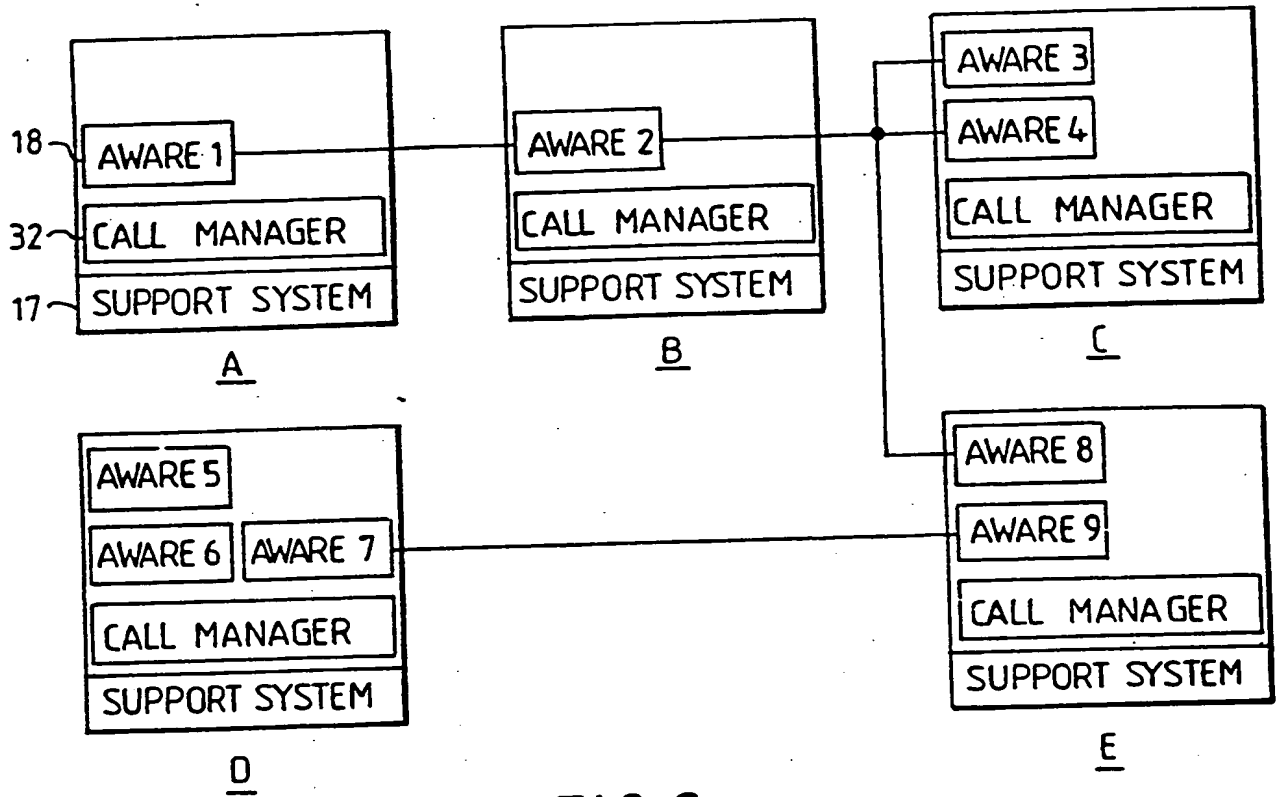 AWARE 1
CALL MANAGER
SUPPORT SYSTEM
18
32
17
A
AWARE 2
CALL MANAGER
SUPPORT SYSTEM
B
AWARE 3
AWARE 4
CALL MANAGER
SUPPORT SYSTEM
C
AWARE 5
AWARE 6
AWARE 7
CALL MANAGER
SUPPORT SYSTEM
D
AWARE 8
AWARE 9
CALL MANAGER
SUPPORT SYSTEM
E